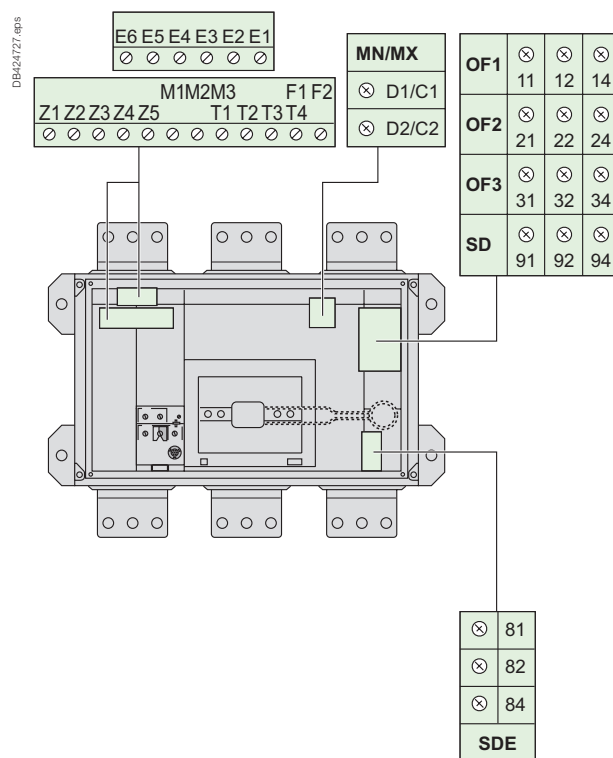 DB424727.eps
E6 E5 E4 E3 E2 E1
M1M2M3 F1 F2
Z1 Z2 Z3 Z4 Z5 T1 T2 T3 T4
MN/MX
D1/C1
D2/C2
OF1
11 12 14
OF2
21 22 24
OF3
31 32 34
SD
91 92 94
81
82
84
SDE